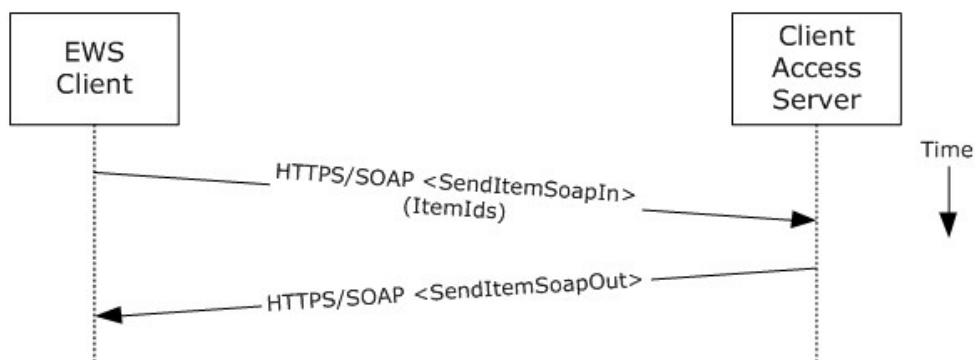 EWS
Client
Client
Access
Server
Time
HTTPS/SOAP <SendItemSoapIn>
(ItemIds)
HTTPS/SOAP <SendItemSoapOut>